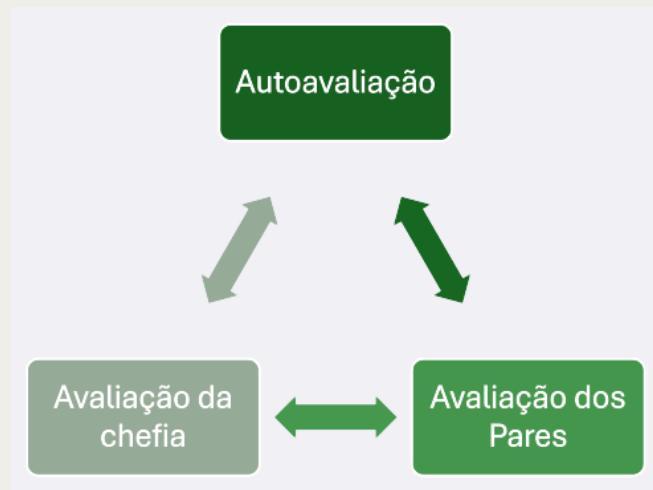 Autoavaliação
Avaliação da
chefia
Avaliação dos
Pares